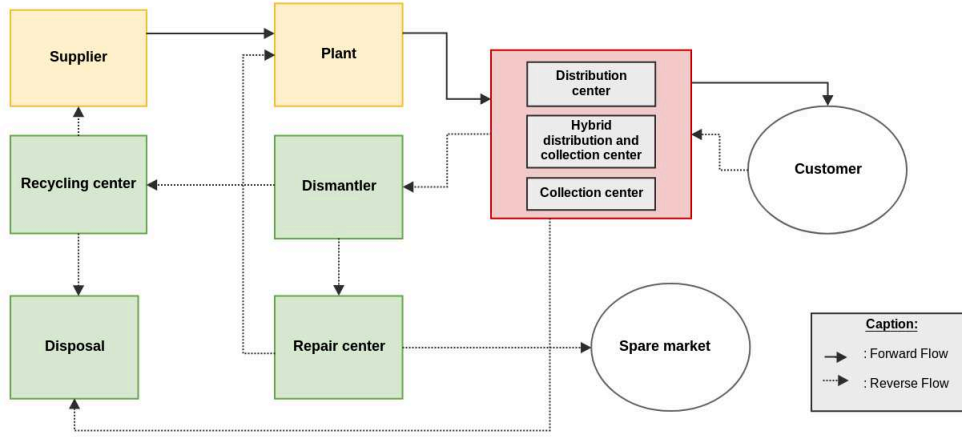 Supplier
Plant
Distribution
center
Hybrid
distribution and
collection center
Collection center
Customer
Recycling center
Dismantler
Disposal
Repair center
Spare market
Caption:
: Forward Flow
: Reverse Flow